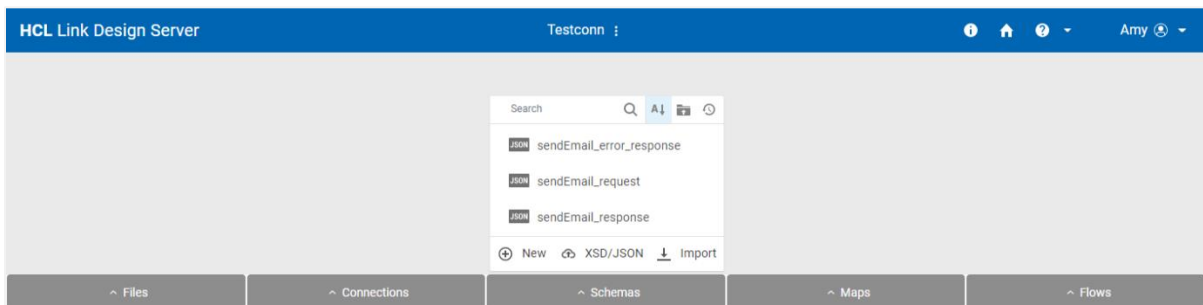 HCL Link Design Server Testconn Amy
Search
JSON sendEmail_error_response
JSON sendEmail_request
JSON sendEmail_response
New XSD/JSON Import
Files Connections Schemas Maps Flows